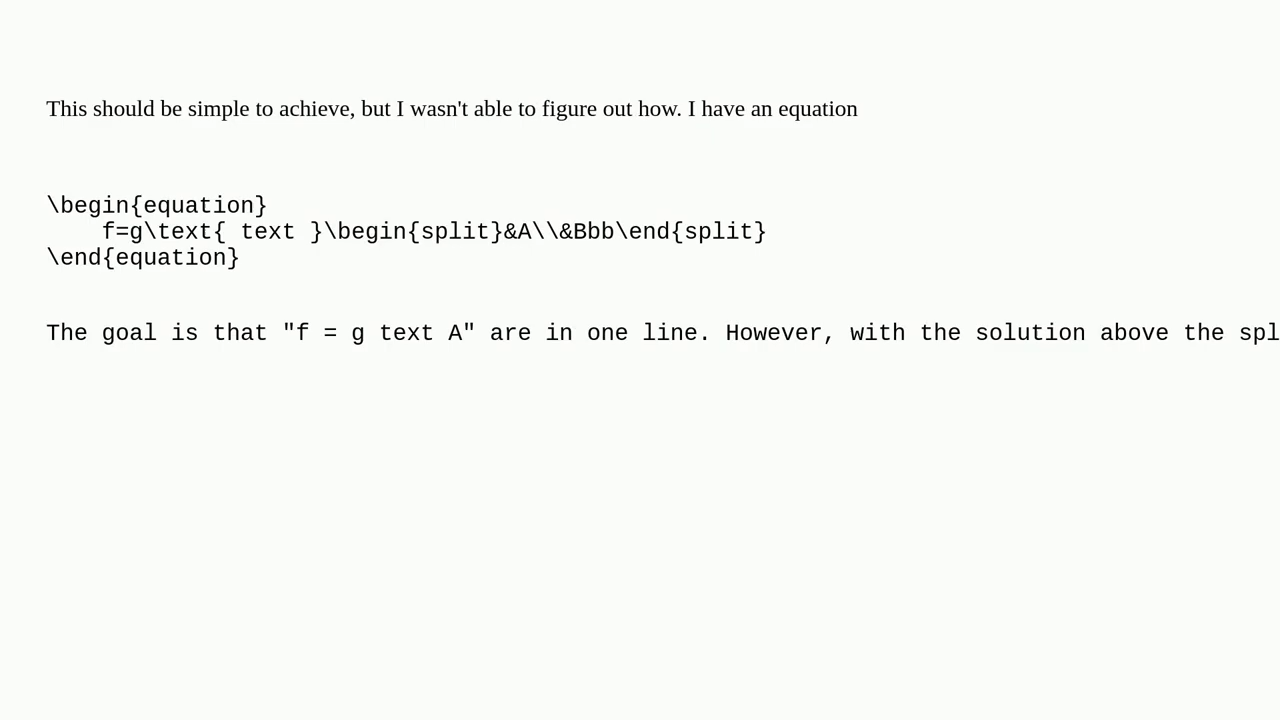 This should be simple to achieve, but I wasn't able to figure out how. I have an equation
\begin{equation}
    f=g\text{ text }\begin{split}&A\\&Bbb\end{split}
\end{equation}
The goal is that "f = g text A" are in one line. However, with the solution above the spl